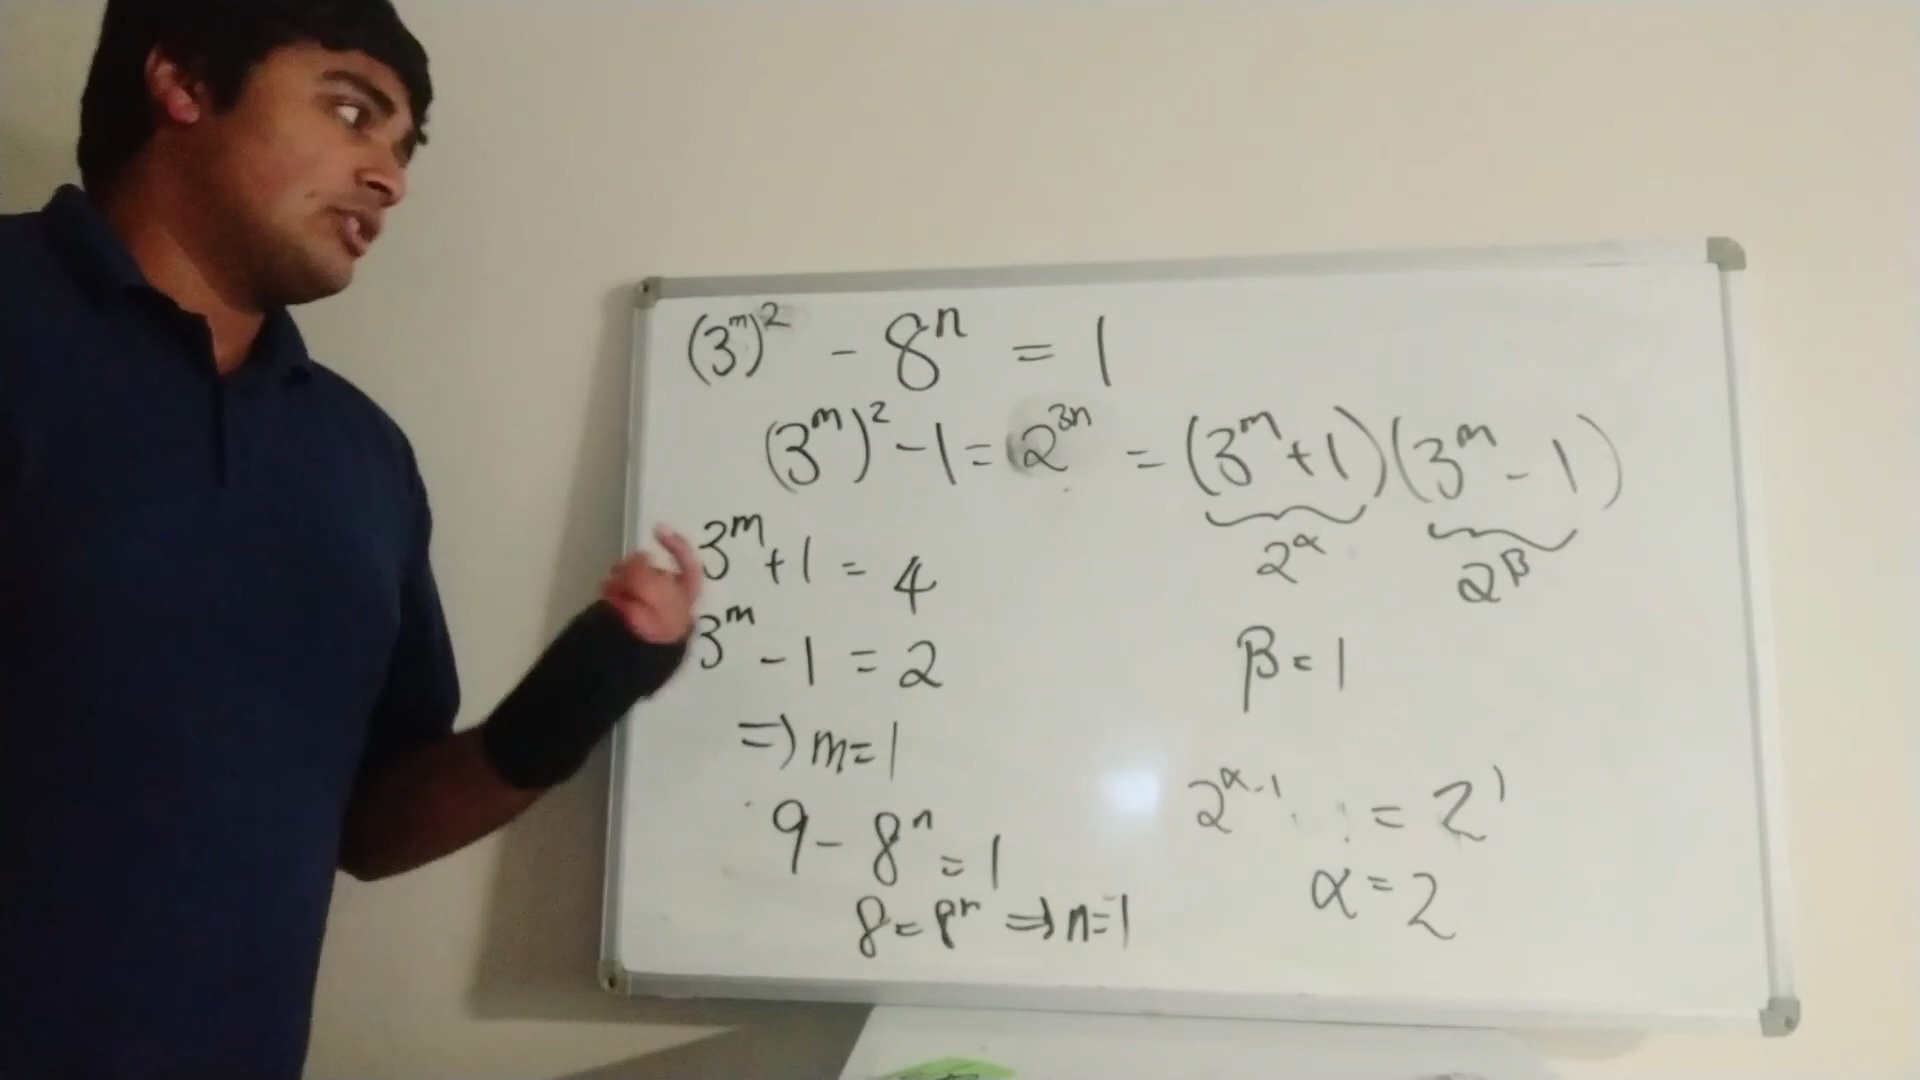 (3^m)^2 - 8^n = 1
(3^m)^2 - 1 = 2^{3n} = (3^m + 1)(3^m - 1)
2^α
2^β
3^m + 1 = 4
3^m - 1 = 2
⇒ m = 1
9 - 8^n = 1
8 = 8^n ⇒ n = 1
β = 1
2^{α-1} = 2^1
α = 2